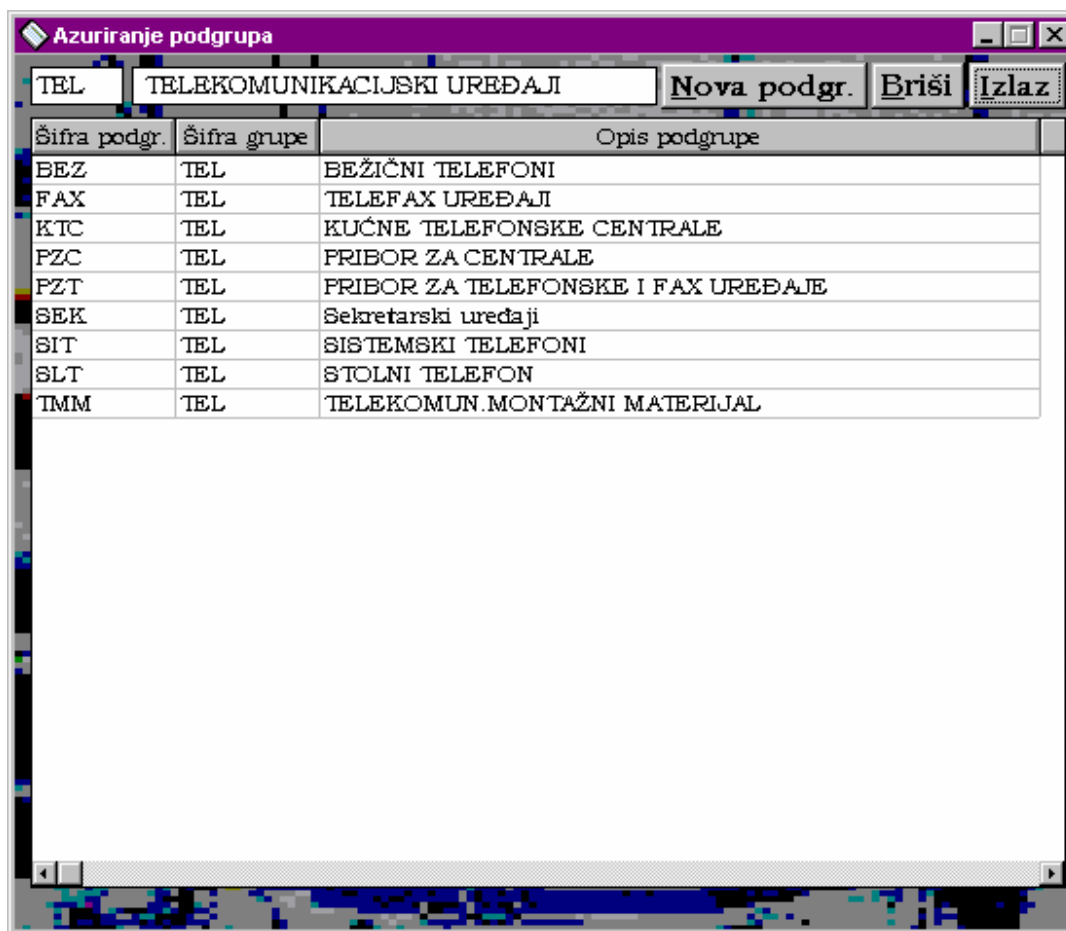 Azuriranje podgrupa
TEL TELEKOMUNIKACIJSKI UREĐAJI Nova podgr. Briši Izlaz
Šifra podgr. Šifra grupe Opis podgrupe
BEZ TEL BEŽIČNI TELEFONI
FAX TEL TELEFAX UREĐAJI
KTC TEL KUĆNE TELEFONSKE CENTRALE
PZC TEL PRIBOR ZA CENTRALE
PZT TEL PRIBOR ZA TELEFONSKE I FAX UREĐAJE
SEK TEL Sekretarski uređaji
SIT TEL SISTEMSKI TELEFONI
SLT TEL STOLNI TELEFON
TMM TEL TELEKOMUN.MONTAŽNI MATERIJAL